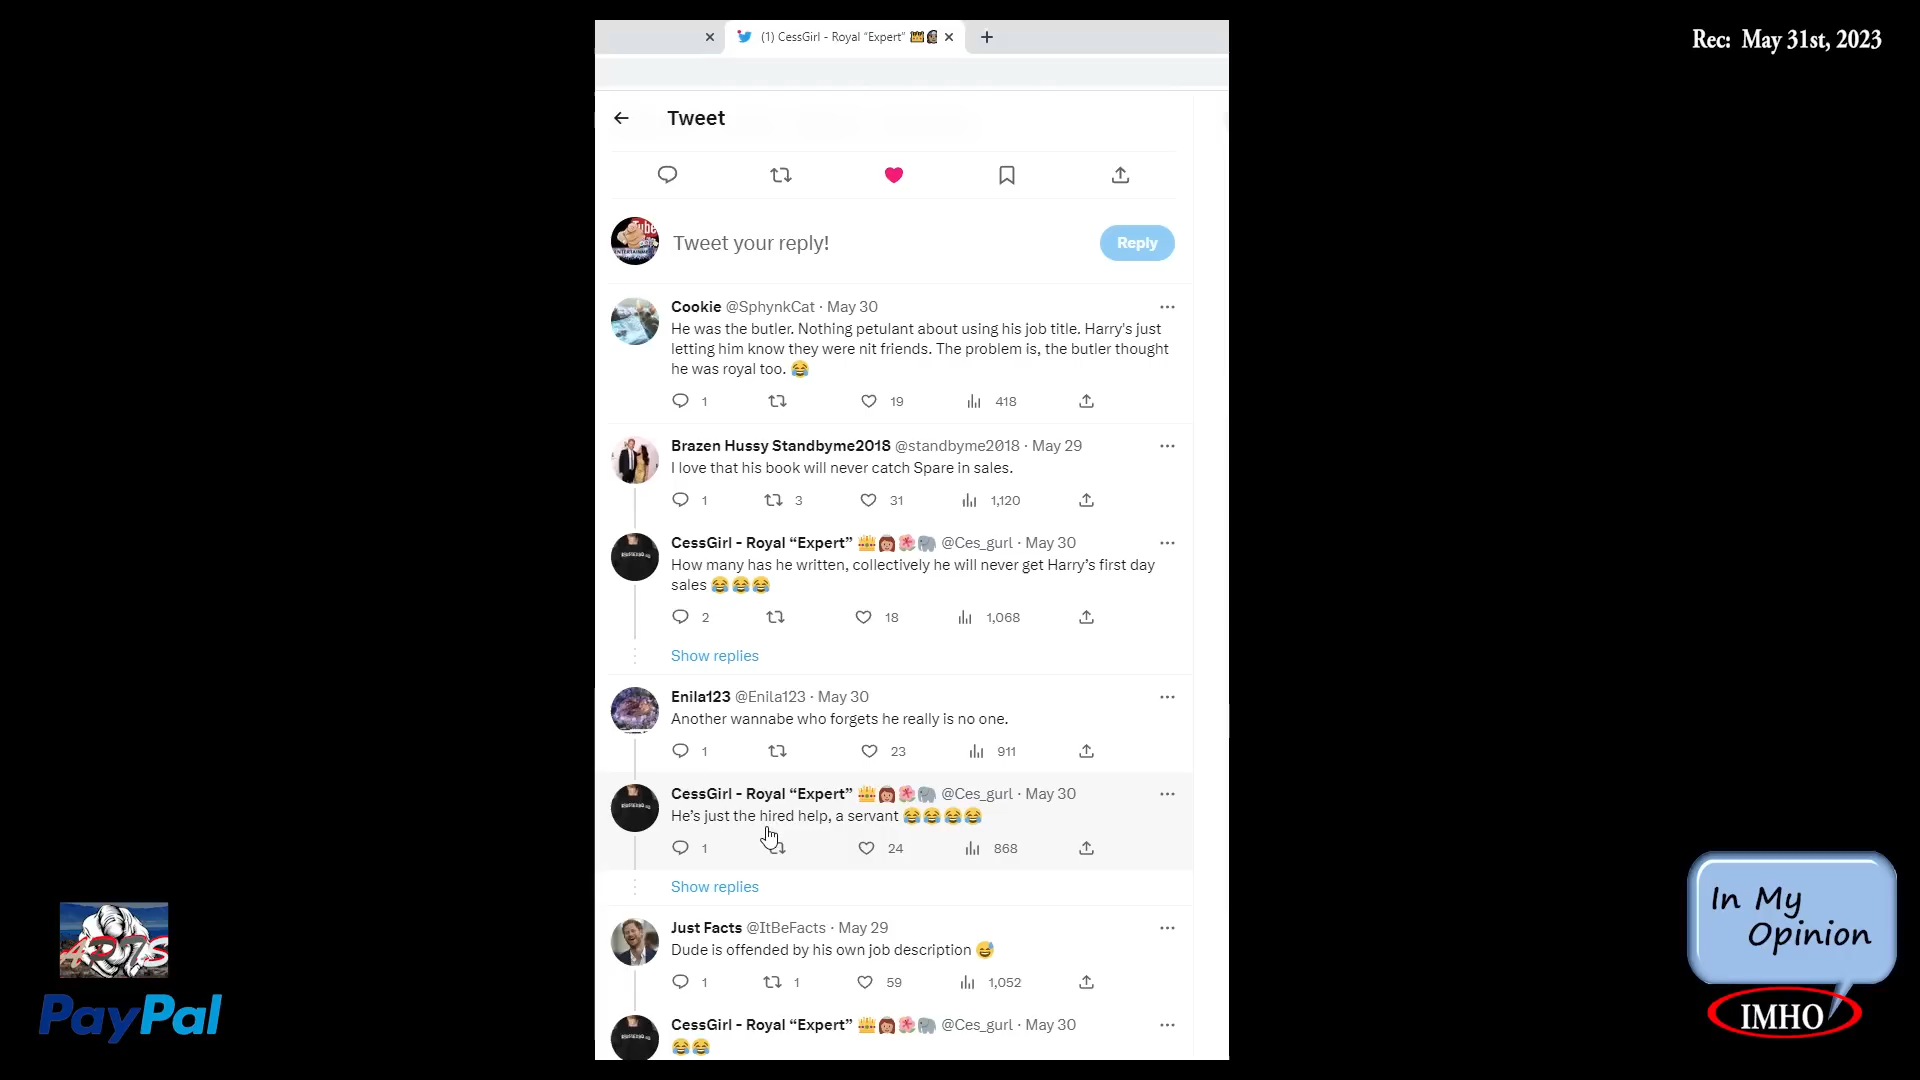 (1) CessGirl - Royal “Expert” 👑
Rec: May 31st, 2023
Tweet
Tweet your reply!
Reply
Cookie @SphynkCat · May 30
He was the butler. Nothing petulant about using his job title. Harry's just
letting him know they were nit friends. The problem is, the butler thought
he was royal too. 😂
1 19 418
Brazen Hussy Standbyme2018 @standbyme2018 · May 29
I love that his book will never catch Spare in sales.
1 3 31 1,120
CessGirl - Royal “Expert” 👑👸🏽🌺🐘 @Ces_gurl · May 30
How many has he written, collectively he will never get Harry’s first day
sales 😂😂😂
2 18 1,068
Show replies
Enila123 @Enila123 · May 30
Another wannabe who forgets he really is no one.
1 23 911
CessGirl - Royal “Expert” 👑👸🏽🌺🐘 @Ces_gurl · May 30
He’s just the hired help, a servant 😂😂😂😂
1 24 868
Show replies
Just Facts @ItBeFacts · May 29
Dude is offended by his own job description 😅
1 1 59 1,052
CessGirl - Royal “Expert” 👑👸🏽🌺🐘 @Ces_gurl · May 30
😂😂
PayPal
In My
Opinion
IMHO